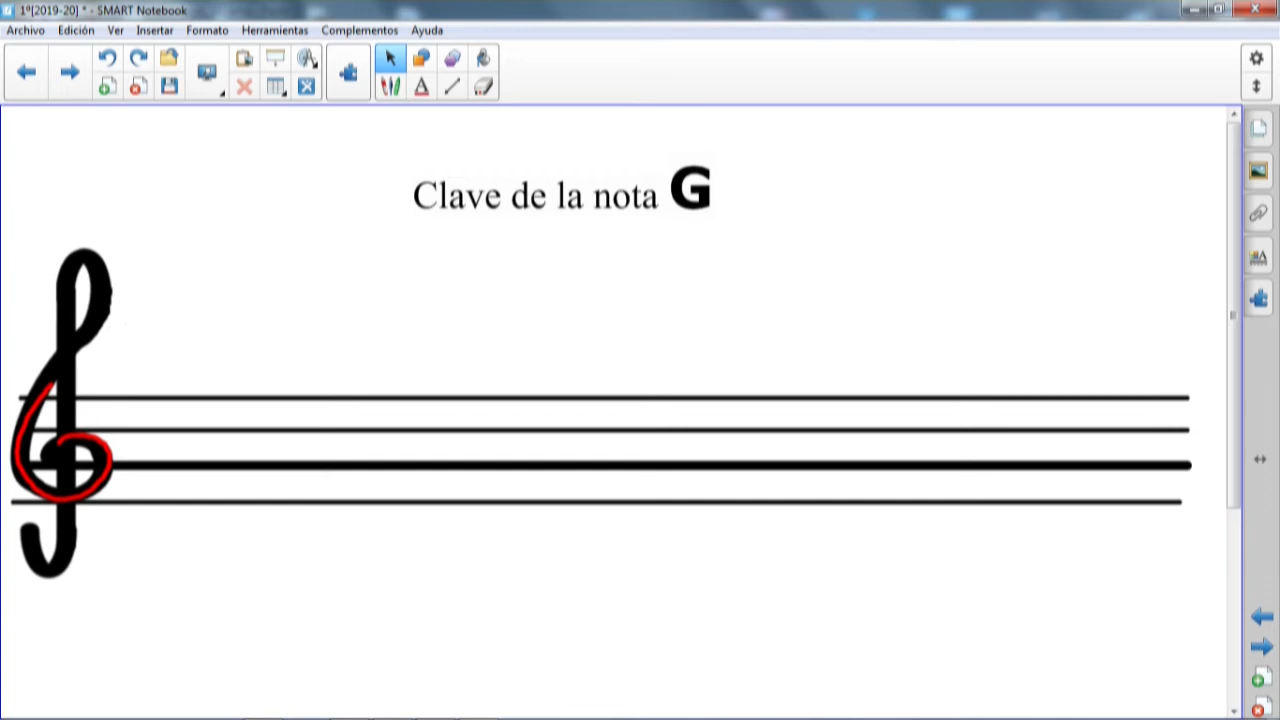 1º[2019-20] * - SMART Notebook
Archivo Edición Ver Insertar Formato Herramientas Complementos Ayuda
Clave de la nota G